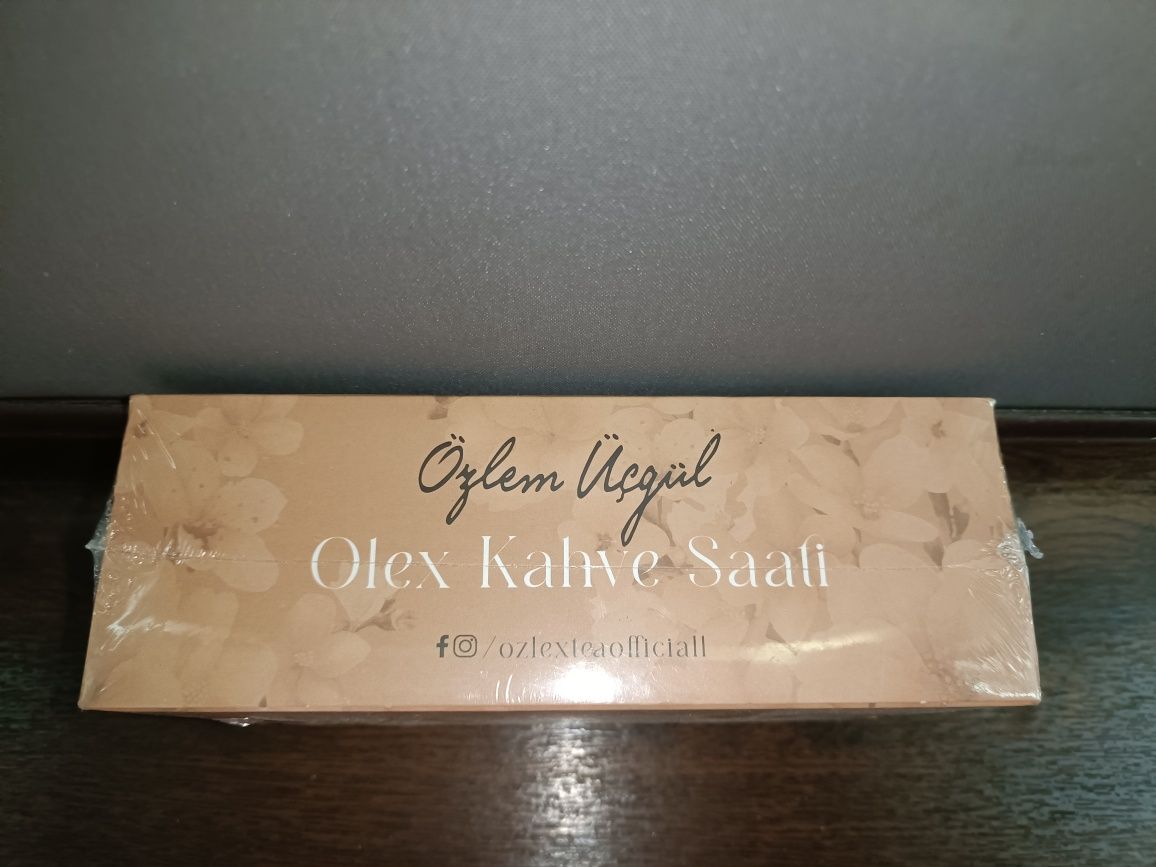 Özlem Üçgül
Olex Kahve Saati
/ozlexteaofficiall